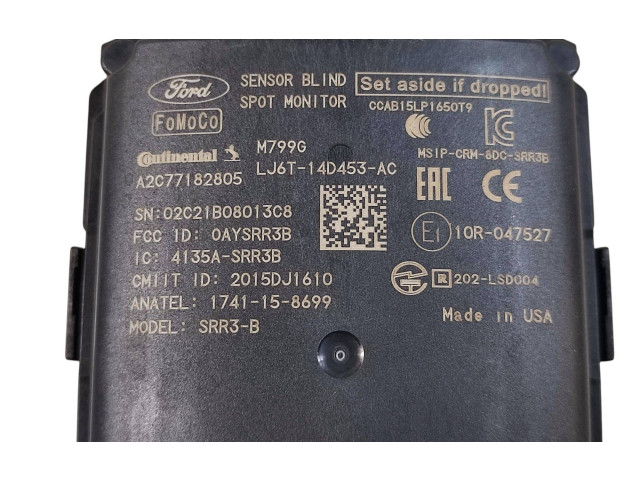 Ford
SENSOR BLIND
SPOT MONITOR
Set aside if dropped!
CCAB15LP1650T9
FoMoCo
MSIP-CRM-6DC-SRR3B
Continental
M799G
A2C77182805
LJ6T-14D453-AC
EAC
CE
SN:02C21B08013C8
FCC ID: OAYSRR3B
E1
10R-047527
IC: 4135A-SRR3B
CMIIT ID: 2015DJ1610
R
202-LSD004
ANATEL: 1741-15-8699
MODEL: SRR3-B
Made in USA
0